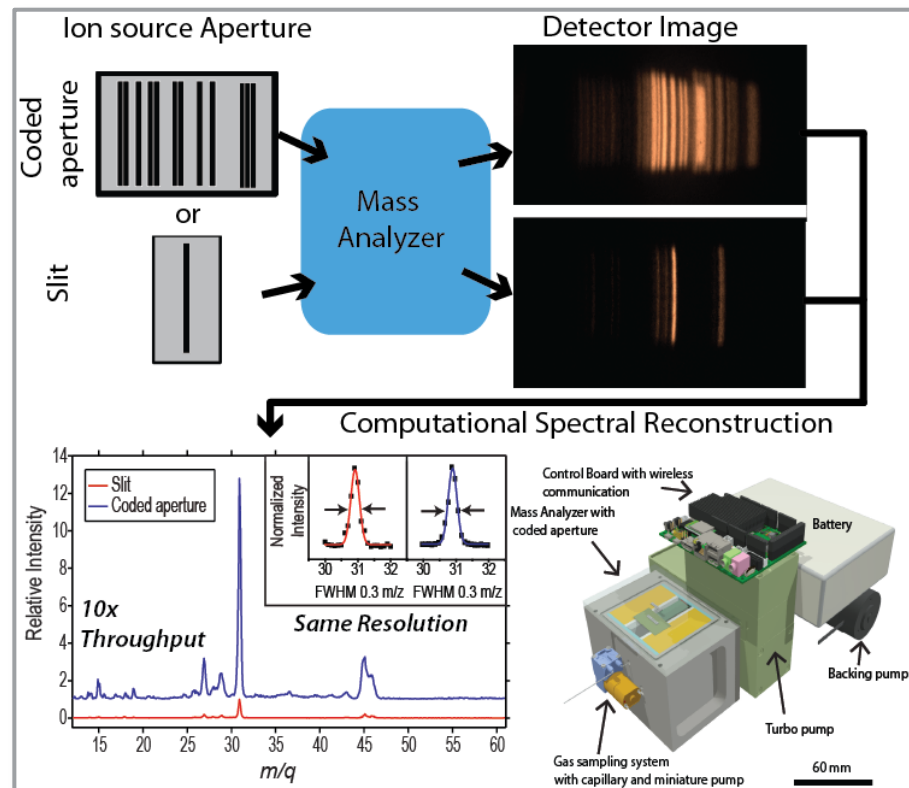 Ion source Aperture
Detector Image
Coded
aperture
or
Slit
Mass
Analyzer
Computational Spectral Reconstruction
14
12
10
8
6
4
2
0
Relative Intensity
Slit
Coded aperture
10x
Throughput
Normalized
Intensity
30 31 32
30 31 32
FWHM 0.3 m/z
FWHM 0.3 m/z
Same Resolution
15 20 25 30 35 40 45 50 55 60
m/q
Control Board with wireless
communication
Mass Analyzer with
coded aperture
Battery
Backing pump
Turbo pump
Gas sampling system
with capillary and miniature pump
60 mm